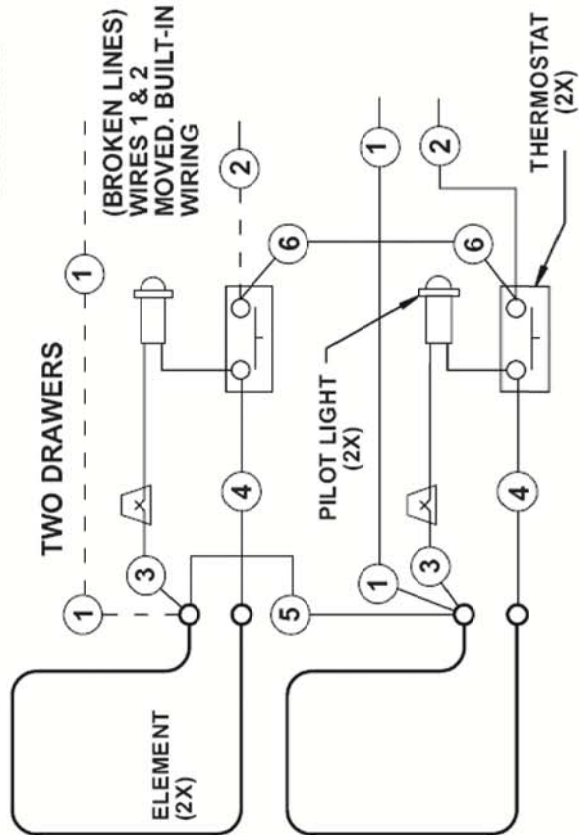 TWO DRAWERS
(BROKEN LINES)
WIRES 1 & 2
MOVED. BUILT-IN
WIRING
1
1
3
2
4
6
ELEMENT
(2X)
5
PILOT LIGHT
(2X)
1
1
3
2
4
6
THERMOSTAT
(2X)